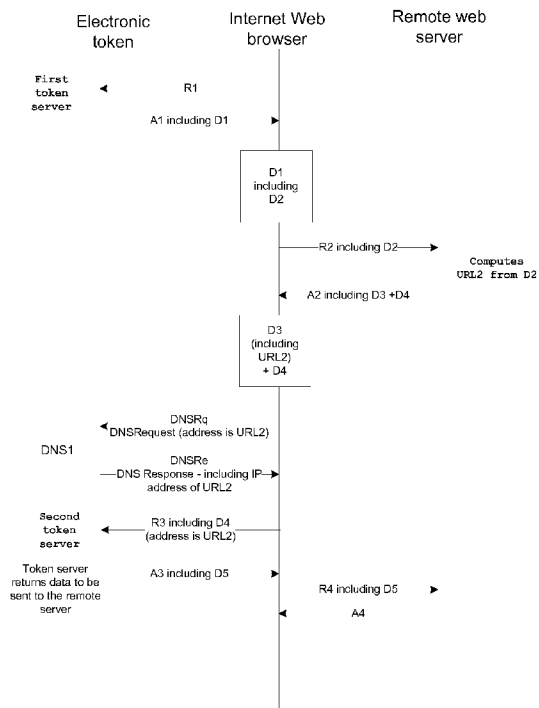 Electronic
token
Internet Web
browser
Remote web
server
First
token
server
R1
A1 including D1
D1
including
D2
R2 including D2
Computes
URL2 from D2
A2 including D3 +D4
D3
(including
URL2)
+ D4
DNSRq
DNSRequest (address is URL2)
DNS1
DNSRe
DNS Response - including IP
address of URL2
Second
token
server
R3 including D4
(address is URL2)
Token server
returns data to be
sent to the remote
server
A3 including D5
R4 including D5
A4